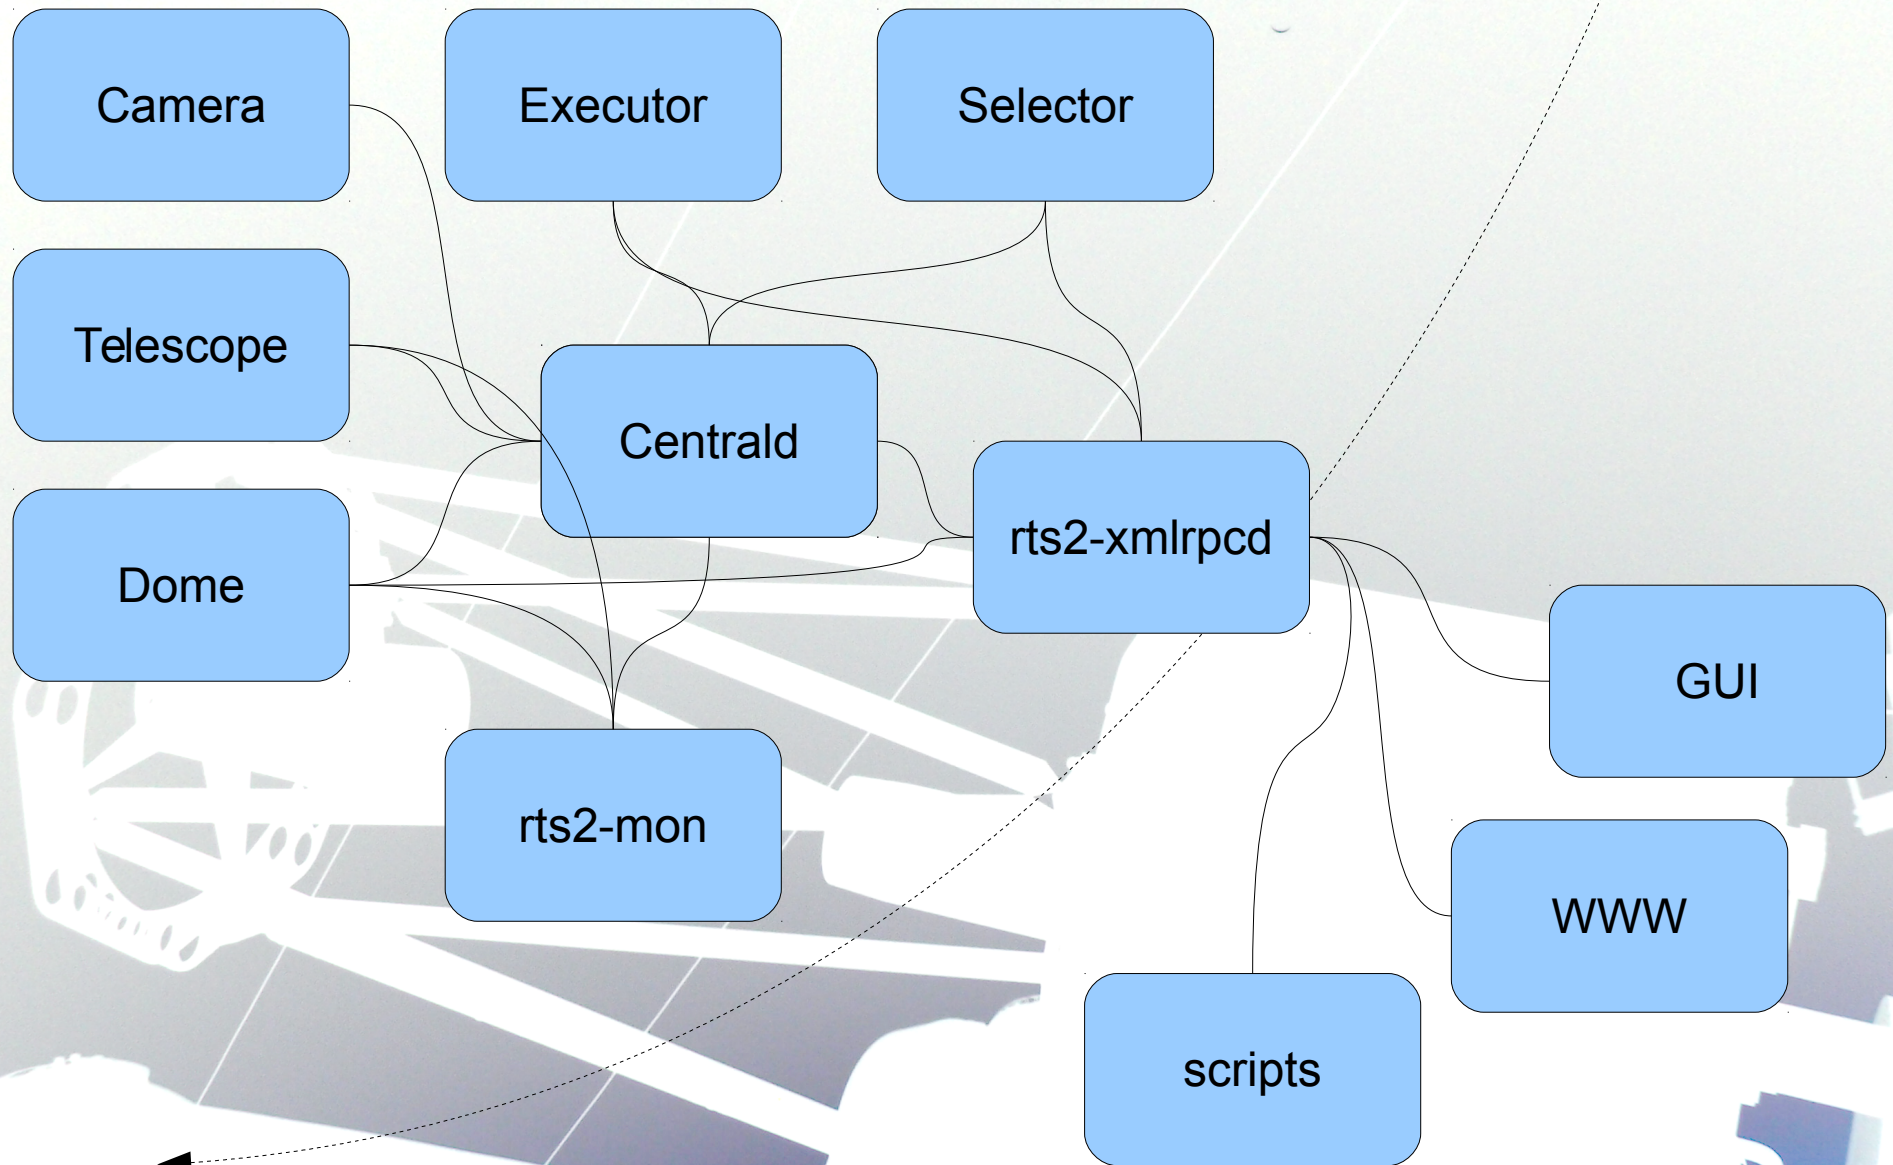 Camera
Executor
Selector
Telescope
Centrald
rts2-xmlrpcd
Dome
GUI
rts2-mon
WWW
scripts